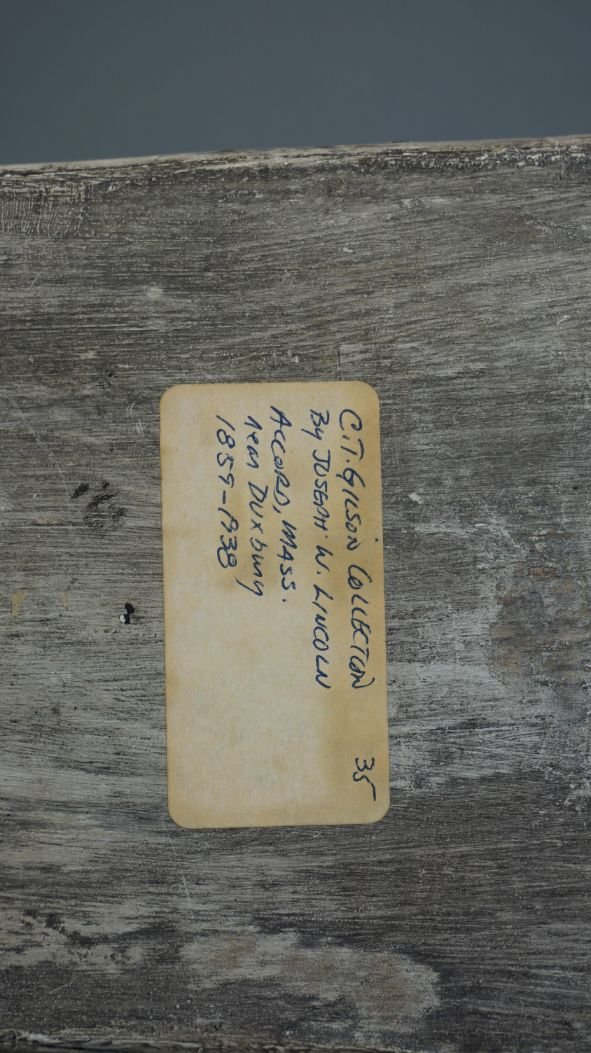 C.T. GILSON COLLECTION 35
By JOSEPH W. LINCOLN
ACCORD, MASS.
near DUXBURY
1859-1938